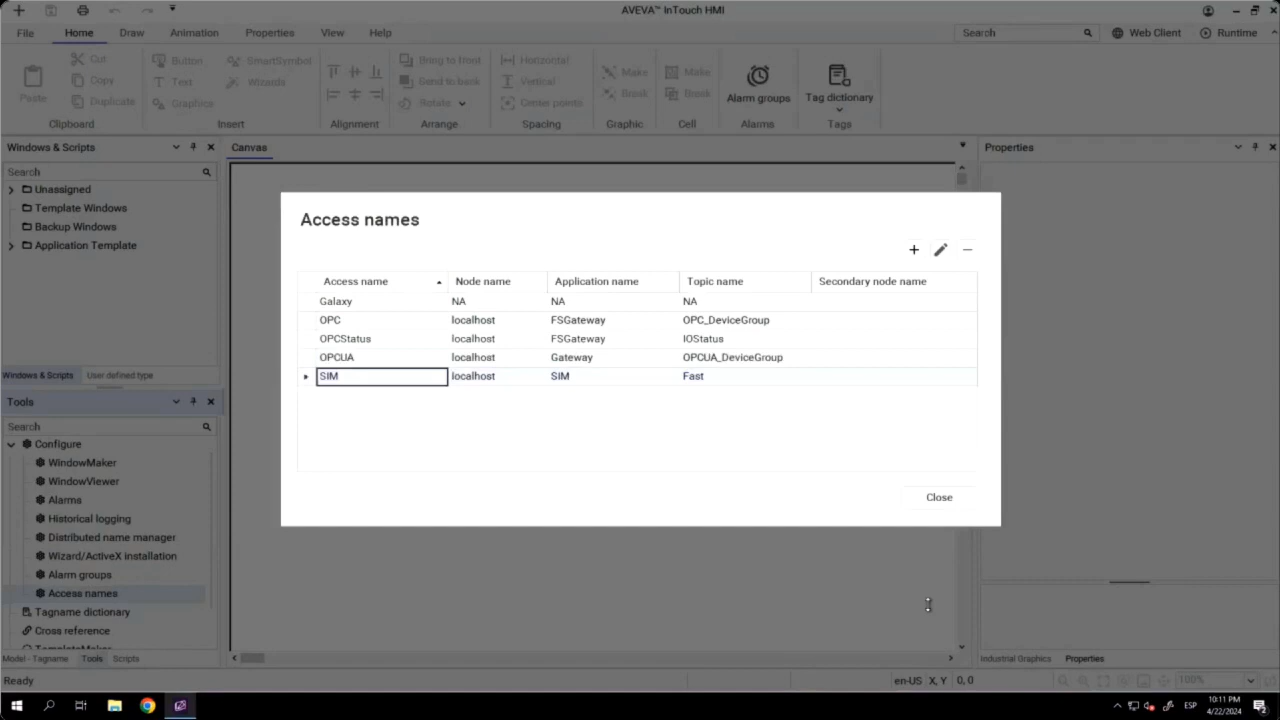 AVEVA™ InTouch HMI
File Home Draw Animation Properties View Help
Search
Web Client
Runtime
Paste
Cut
Copy
Duplicate
Clipboard
Button
Text
Graphics
SmartSymbol
Wizards
Insert
Alignment
Bring to front
Send to back
Rotate
Arrange
Horizontal
Vertical
Center points
Spacing
Make
Break
Graphic
Make
Break
Cell
Alarm groups
Alarms
Tag dictionary
Tags
Windows & Scripts
Search
Unassigned
Template Windows
Backup Windows
Application Template
Windows & Scripts User defined type
Tools
Search
Configure
WindowMaker
WindowViewer
Alarms
Historical logging
Distributed name manager
Wizard/ActiveX installation
Alarm groups
Access names
Tagname dictionary
Cross reference
TemplateMaker
Model - Tagname Tools Scripts
Canvas
Access names
Access name Node name Application name Topic name Secondary node name
Galaxy NA NA NA
OPC localhost FSGateway OPC_DeviceGroup
OPCStatus localhost FSGateway IOStatus
OPCUA localhost Gateway OPCUA_DeviceGroup
SIM localhost SIM Fast
Close
Properties
Industrial Graphics Properties
Ready
en-US X, Y 0, 0
100%
ESP
10:11 PM
4/22/2024
2